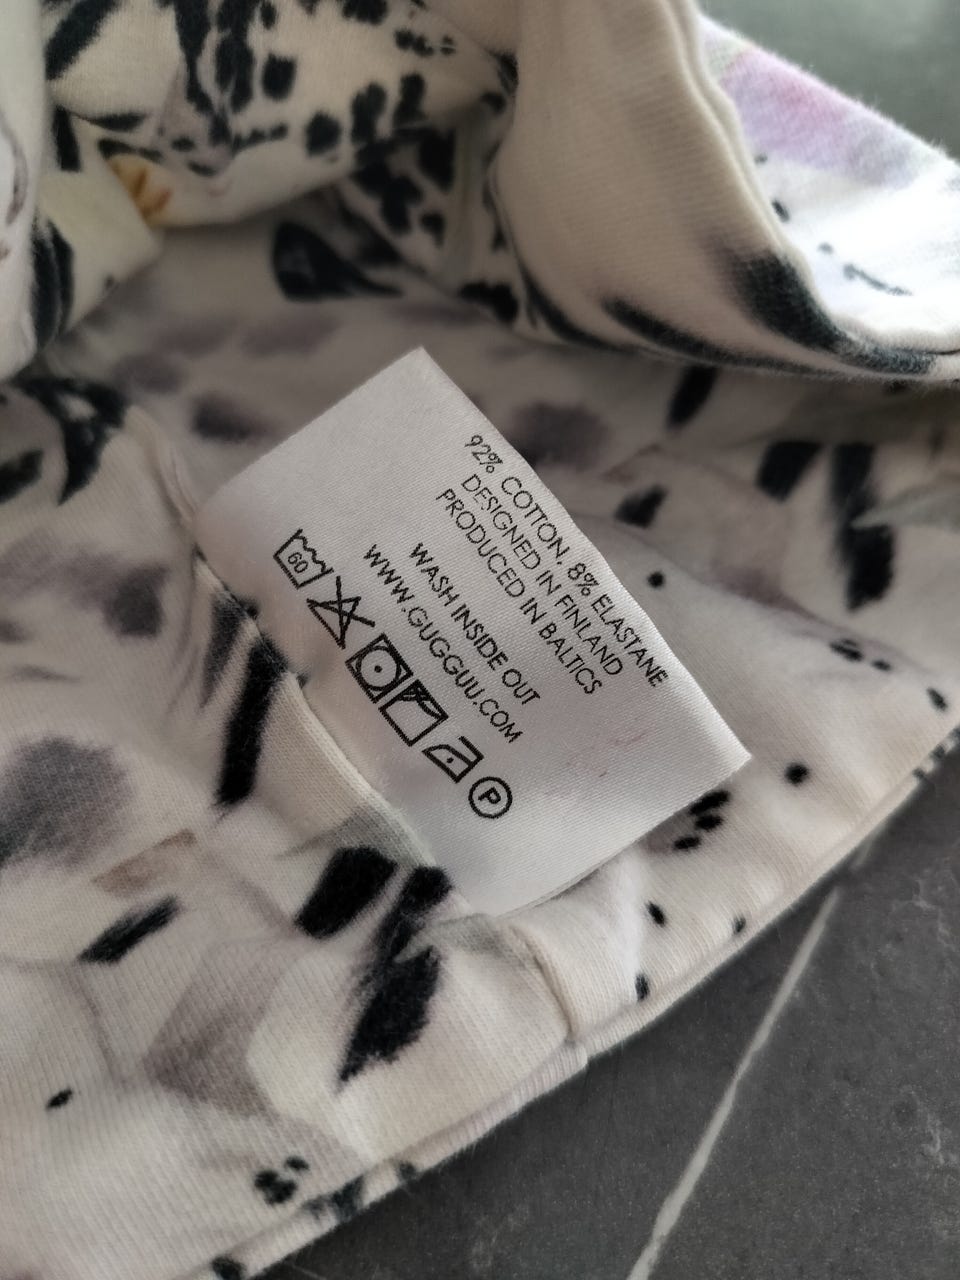 92% COTTON, 8% ELASTANE
DESIGNED IN FINLAND
PRODUCED IN BALTICS
WASH INSIDE OUT
WWW.GUGGUU.COM
60
P